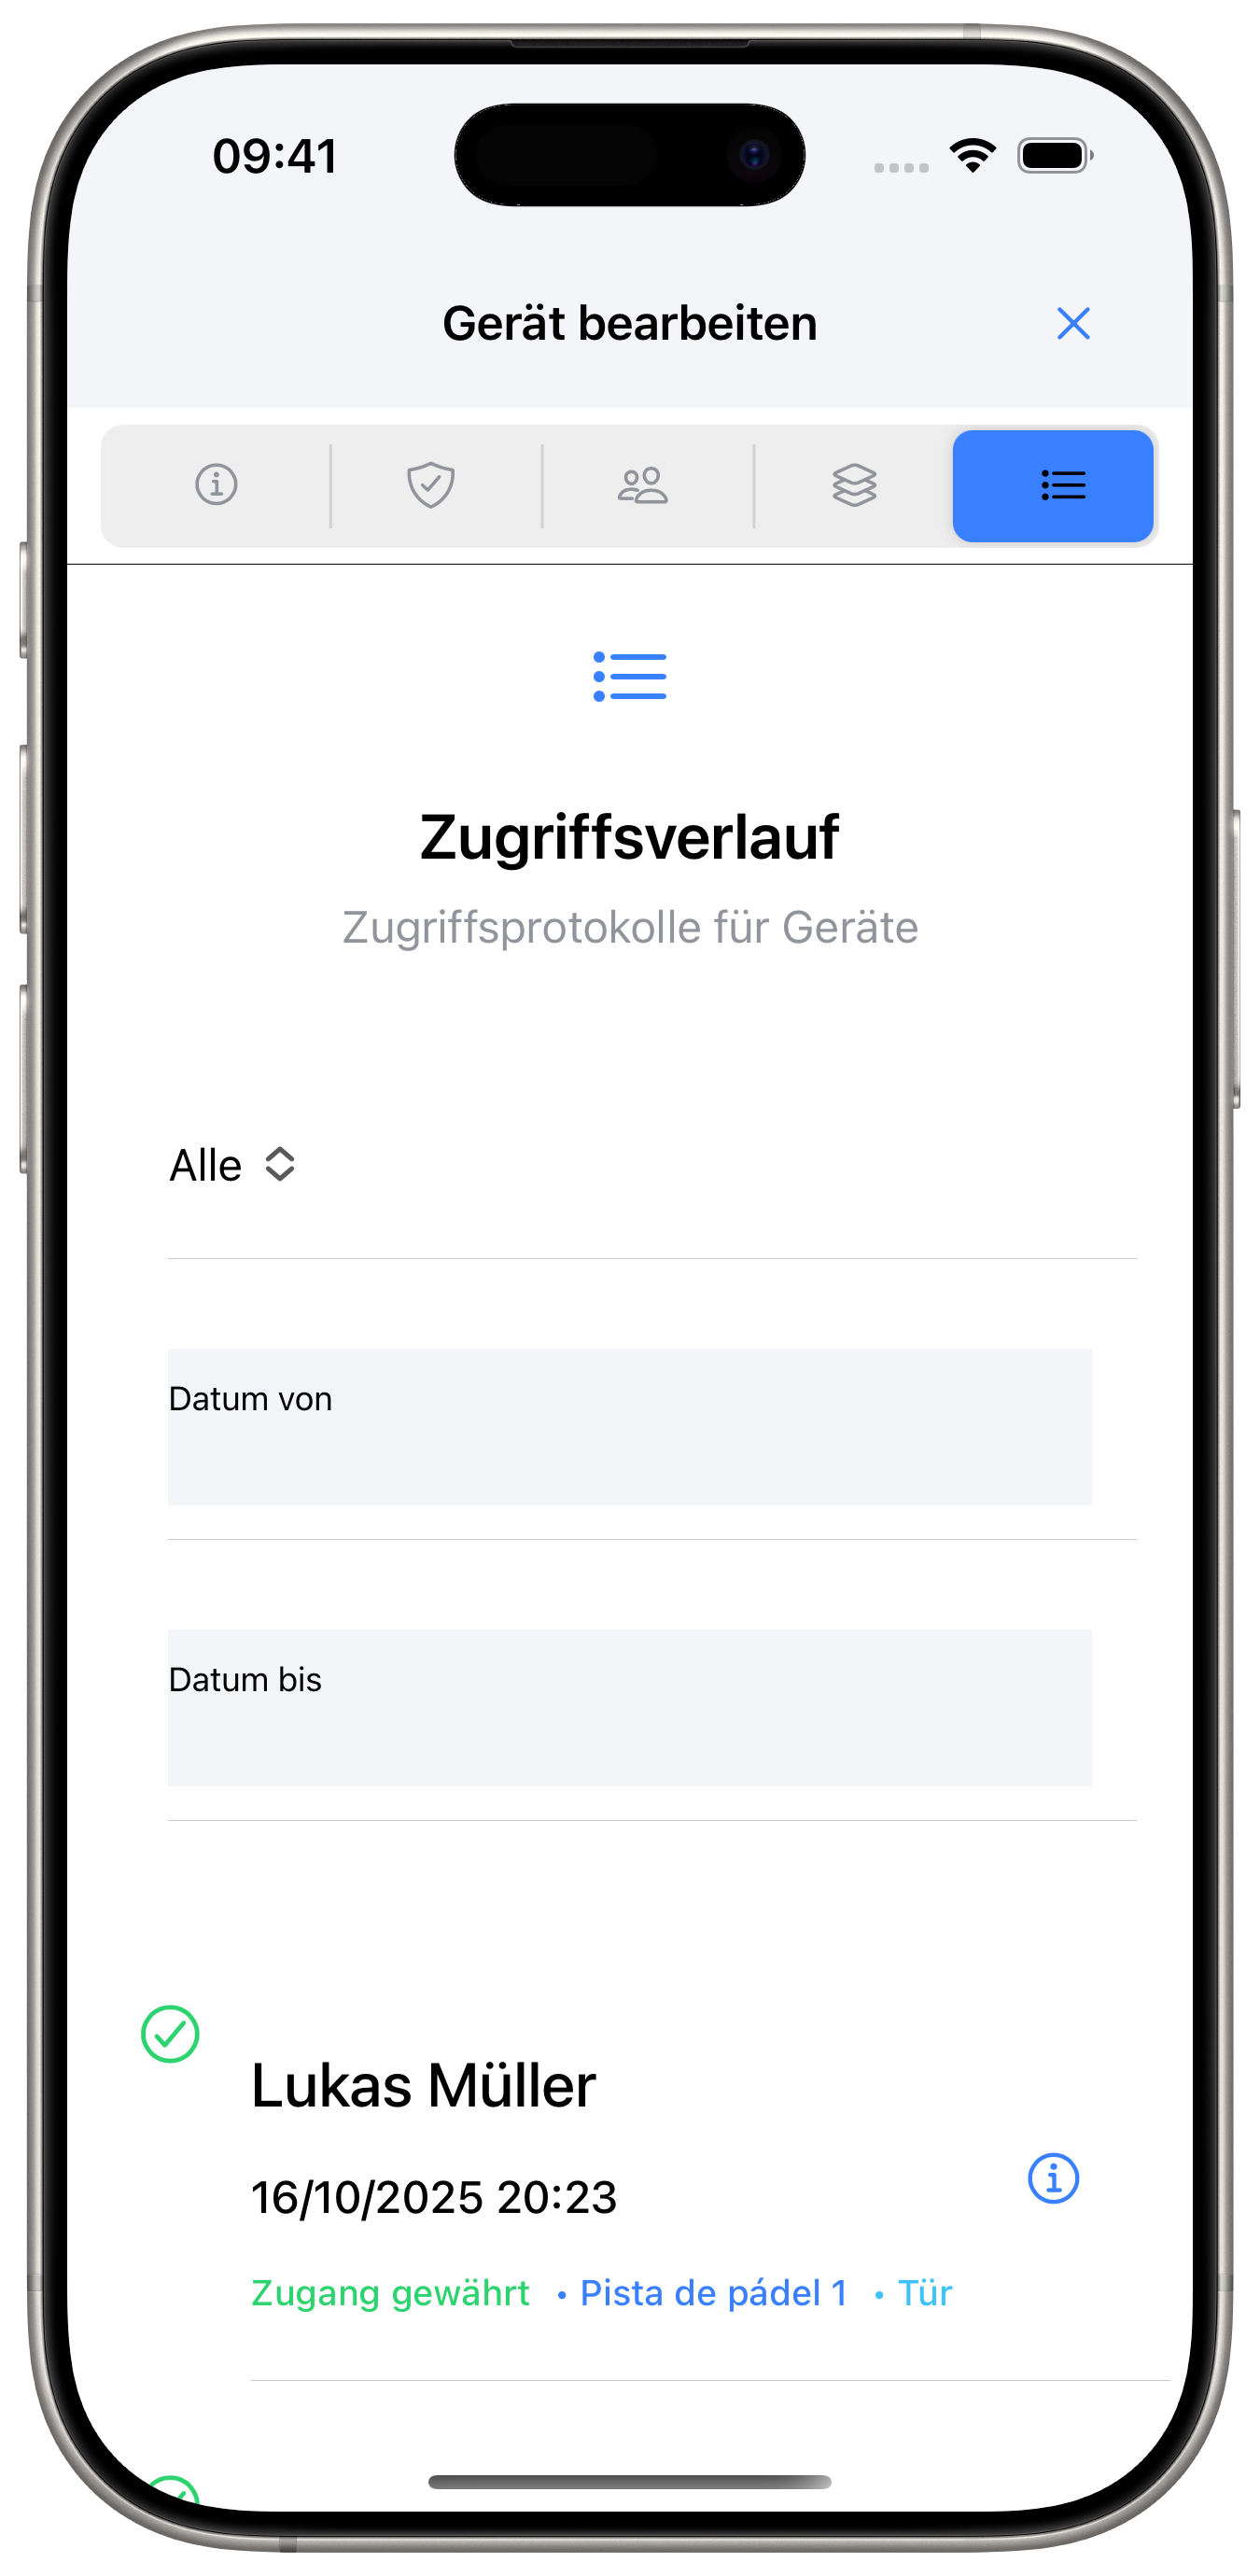 09:41
Gerät bearbeiten
Zugriffsverlauf
Zugriffsprotokolle für Geräte
Alle
Datum von
Datum bis
Lukas Müller
16/10/2025 20:23
Zugang gewährt • Pista de pádel 1 • Tür